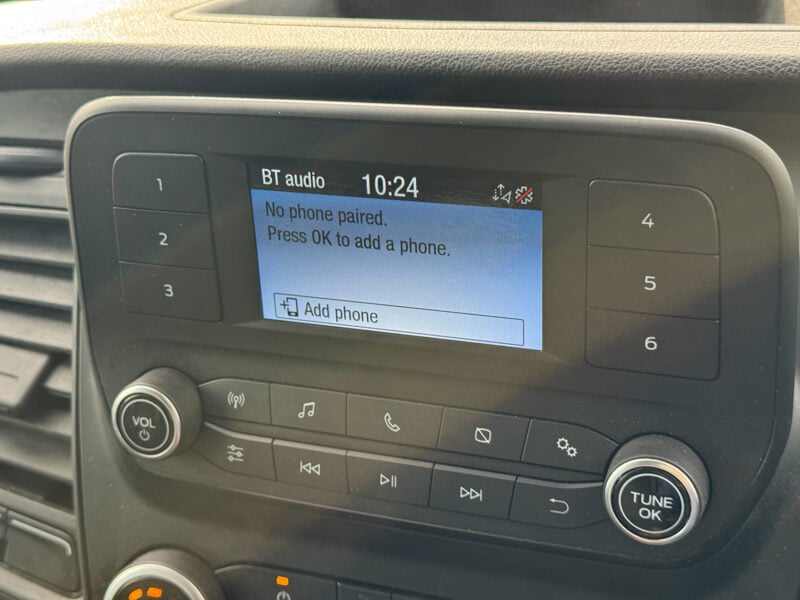 BT audio 10:24
No phone paired.
Press OK to add a phone.
Add phone
1
2
3
4
5
6
VOL
TUNE
OK